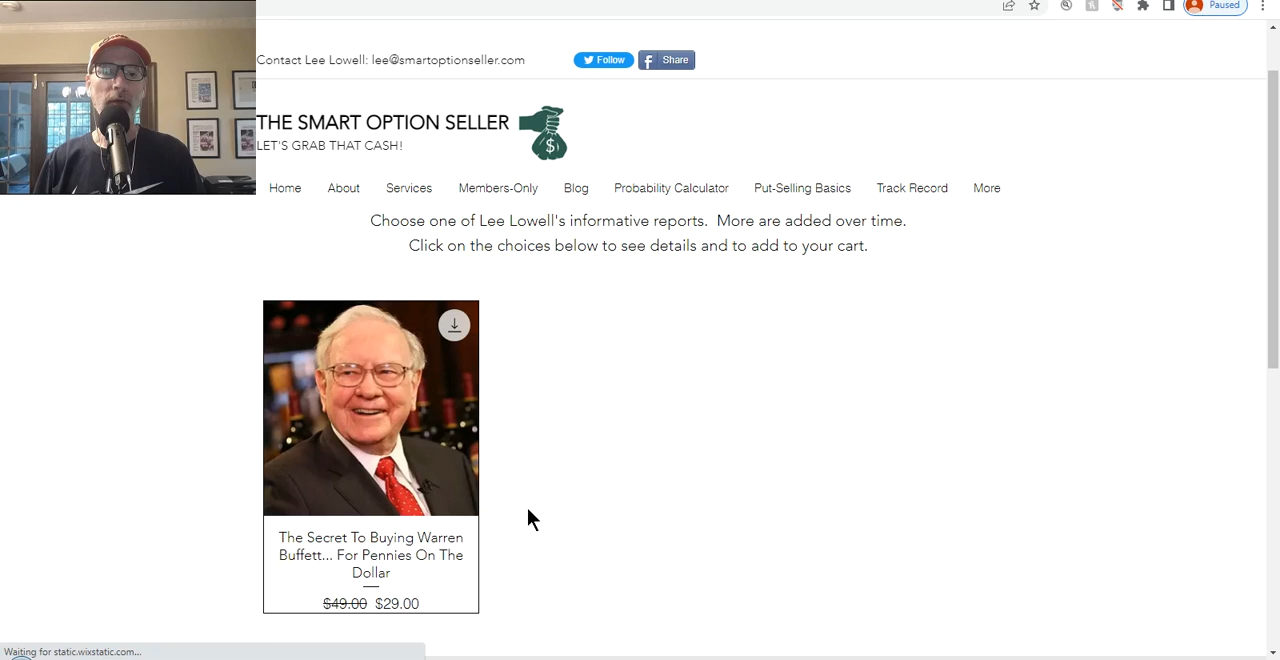 Paused
Contact Lee Lowell: lee@smartoptionseller.com
Follow
Share
THE SMART OPTION SELLER
$
LET'S GRAB THAT CASH!
Home About Services Members-Only Blog Probability Calculator Put-Selling Basics Track Record More
Choose one of Lee Lowell's informative reports. More are added over time.
Click on the choices below to see details and to add to your cart.
The Secret To Buying Warren
Buffett... For Pennies On The
Dollar
$49.00 $29.00
Waiting for static.wixstatic.com...